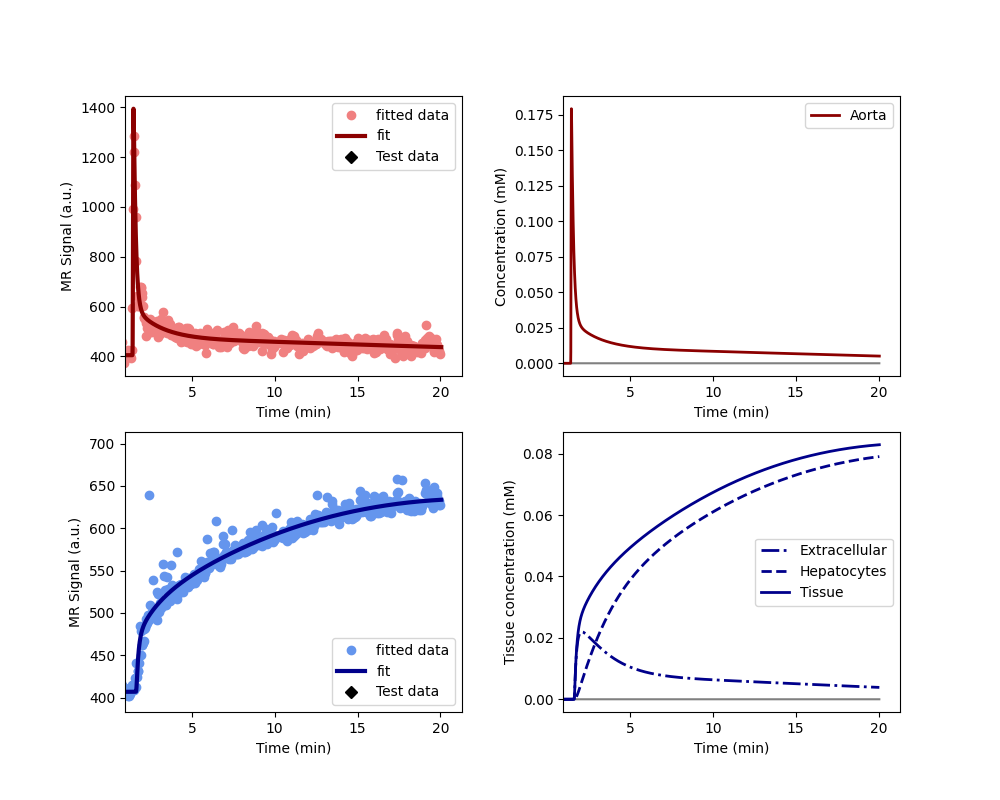 1400
1200
1000
800
600
400
MR Signal (a.u.)
5
10
15
20
Time (min)
fitted data
fit
Test data
0.175
0.150
0.125
0.100
0.075
0.050
0.025
0.000
Concentration (mM)
5
10
15
20
Time (min)
Aorta
700
650
600
550
500
450
400
MR Signal (a.u.)
5
10
15
20
Time (min)
fitted data
fit
Test data
0.08
0.06
0.04
0.02
0.00
Tissue concentration (mM)
5
10
15
20
Time (min)
Extracellular
Hepatocytes
Tissue